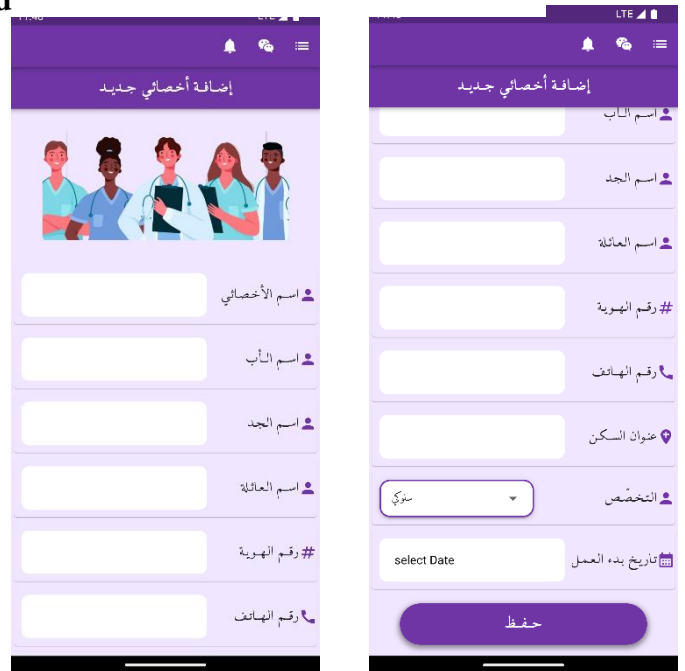 LTE
إضافة أخصائي جديد
اسم الأخصائي
اسم الأب
اسم الجد
اسم العائلة
# رقم الهوية
رقم الهاتف
LTE
إضافة أخصائي جديد
اسم الأب
اسم الجد
اسم العائلة
# رقم الهوية
رقم الهاتف
عنوان السكن
التخصّص
سلوكي
تاريخ بدء العمل
select Date
حفظ